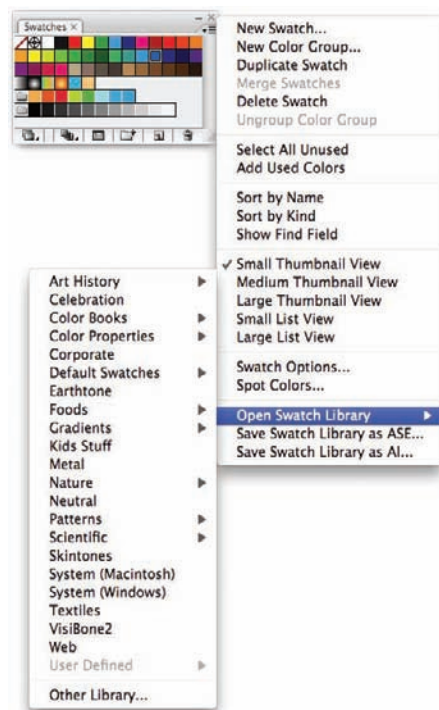 Swatches
New Swatch...
New Color Group...
Duplicate Swatch
Merge Swatches
Delete Swatch
Ungroup Color Group
Select All Unused
Add Used Colors
Sort by Name
Sort by Kind
Show Find Field
Small Thumbnail View
Medium Thumbnail View
Large Thumbnail View
Small List View
Large List View
Swatch Options...
Spot Colors...
Open Swatch Library
Save Swatch Library as ASE...
Save Swatch Library as AI...
Art History
Celebration
Color Books
Color Properties
Corporate
Default Swatches
Earthtone
Foods
Gradients
Kids Stuff
Metal
Nature
Neutral
Patterns
Scientific
Skintones
System (Macintosh)
System (Windows)
Textiles
VisiBone2
Web
User Defined
Other Library...